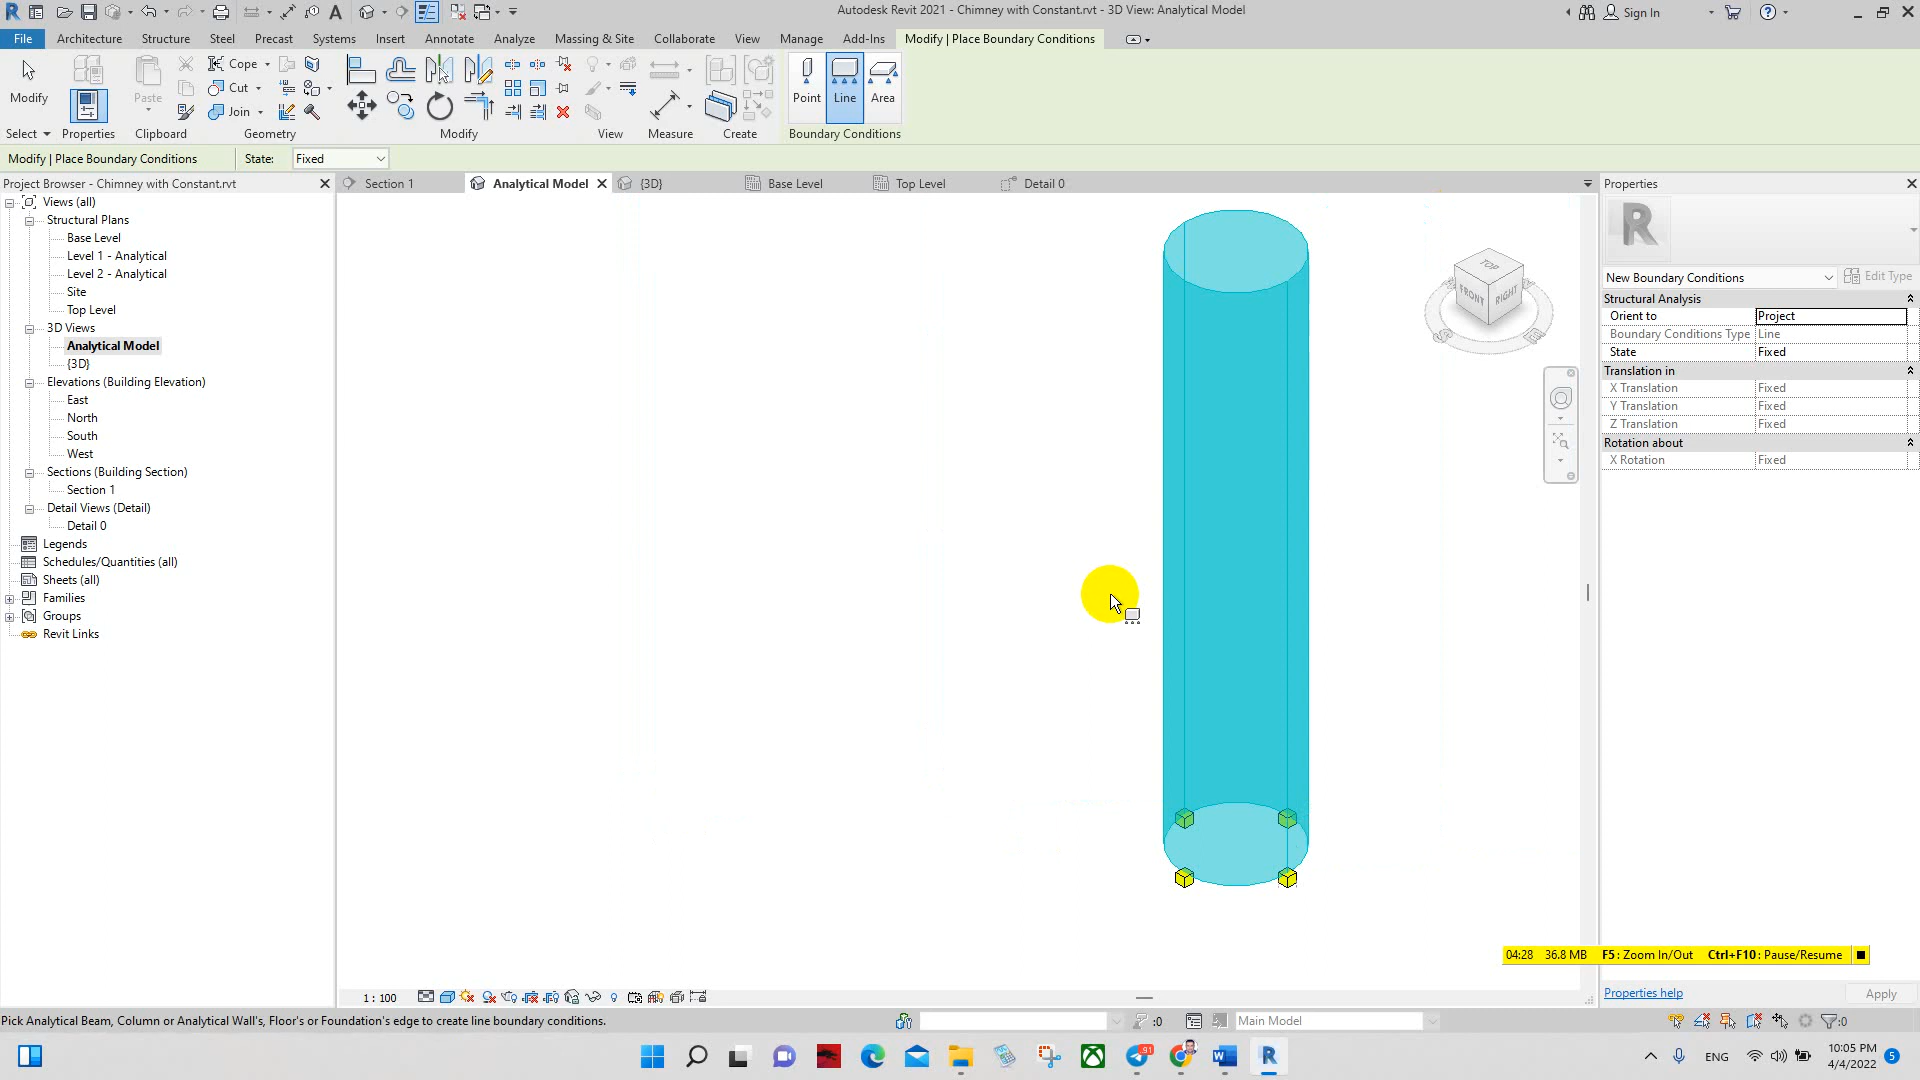 Autodesk Revit 2021 - Chimney with Constant.rvt - 3D View: Analytical Model
Sign In
File Architecture Structure Steel Precast Systems Insert Annotate Analyze Massing & Site Collaborate View Manage Add-Ins Modify | Place Boundary Conditions
Modify
Paste
Cope
Cut
Join
Point Line Area
Select Properties Clipboard Geometry Modify View Measure Create Boundary Conditions
Modify | Place Boundary Conditions State: Fixed
Project Browser - Chimney with Constant.rvt
Section 1 Analytical Model {3D} Base Level Top Level Detail 0
Properties
Views (all)
Structural Plans
Base Level
Level 1 - Analytical
Level 2 - Analytical
Site
Top Level
3D Views
Analytical Model
{3D}
Elevations (Building Elevation)
East
North
South
West
Sections (Building Section)
Section 1
Detail Views (Detail)
Detail 0
Legends
Schedules/Quantities (all)
Sheets (all)
Families
Groups
Revit Links
TOP
FRONT
RIGHT
R
New Boundary Conditions Edit Type
Structural Analysis
Orient to Project
Boundary Conditions Type Line
State Fixed
Translation in
X Translation Fixed
Y Translation Fixed
Z Translation Fixed
Rotation about
X Rotation Fixed
04:28 36.8 MB F5: Zoom In/Out Ctrl+F10: Pause/Resume
Properties help Apply
1 : 100
Pick Analytical Beam, Column or Analytical Wall's, Floor's or Foundation's edge to create line boundary conditions.
:0
Main Model
:0
91
ENG
10:05 PM
4/4/2022
5